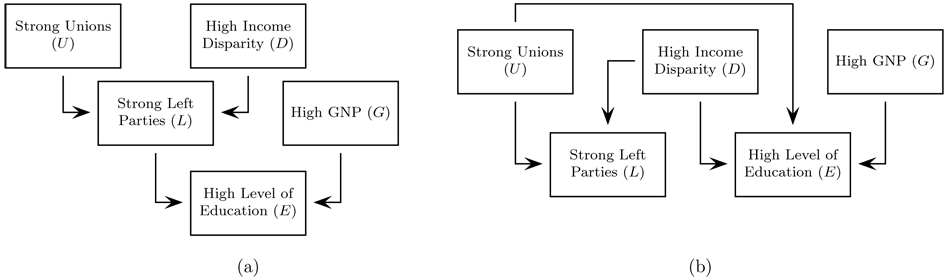 Strong Unions
(U)
High Income
Disparity (D)
Strong Left
Parties (L)
High GNP (G)
High Level of
Education (E)
(a)
Strong Unions
(U)
High Income
Disparity (D)
High GNP (G)
Strong Left
Parties (L)
High Level of
Education (E)
(b)